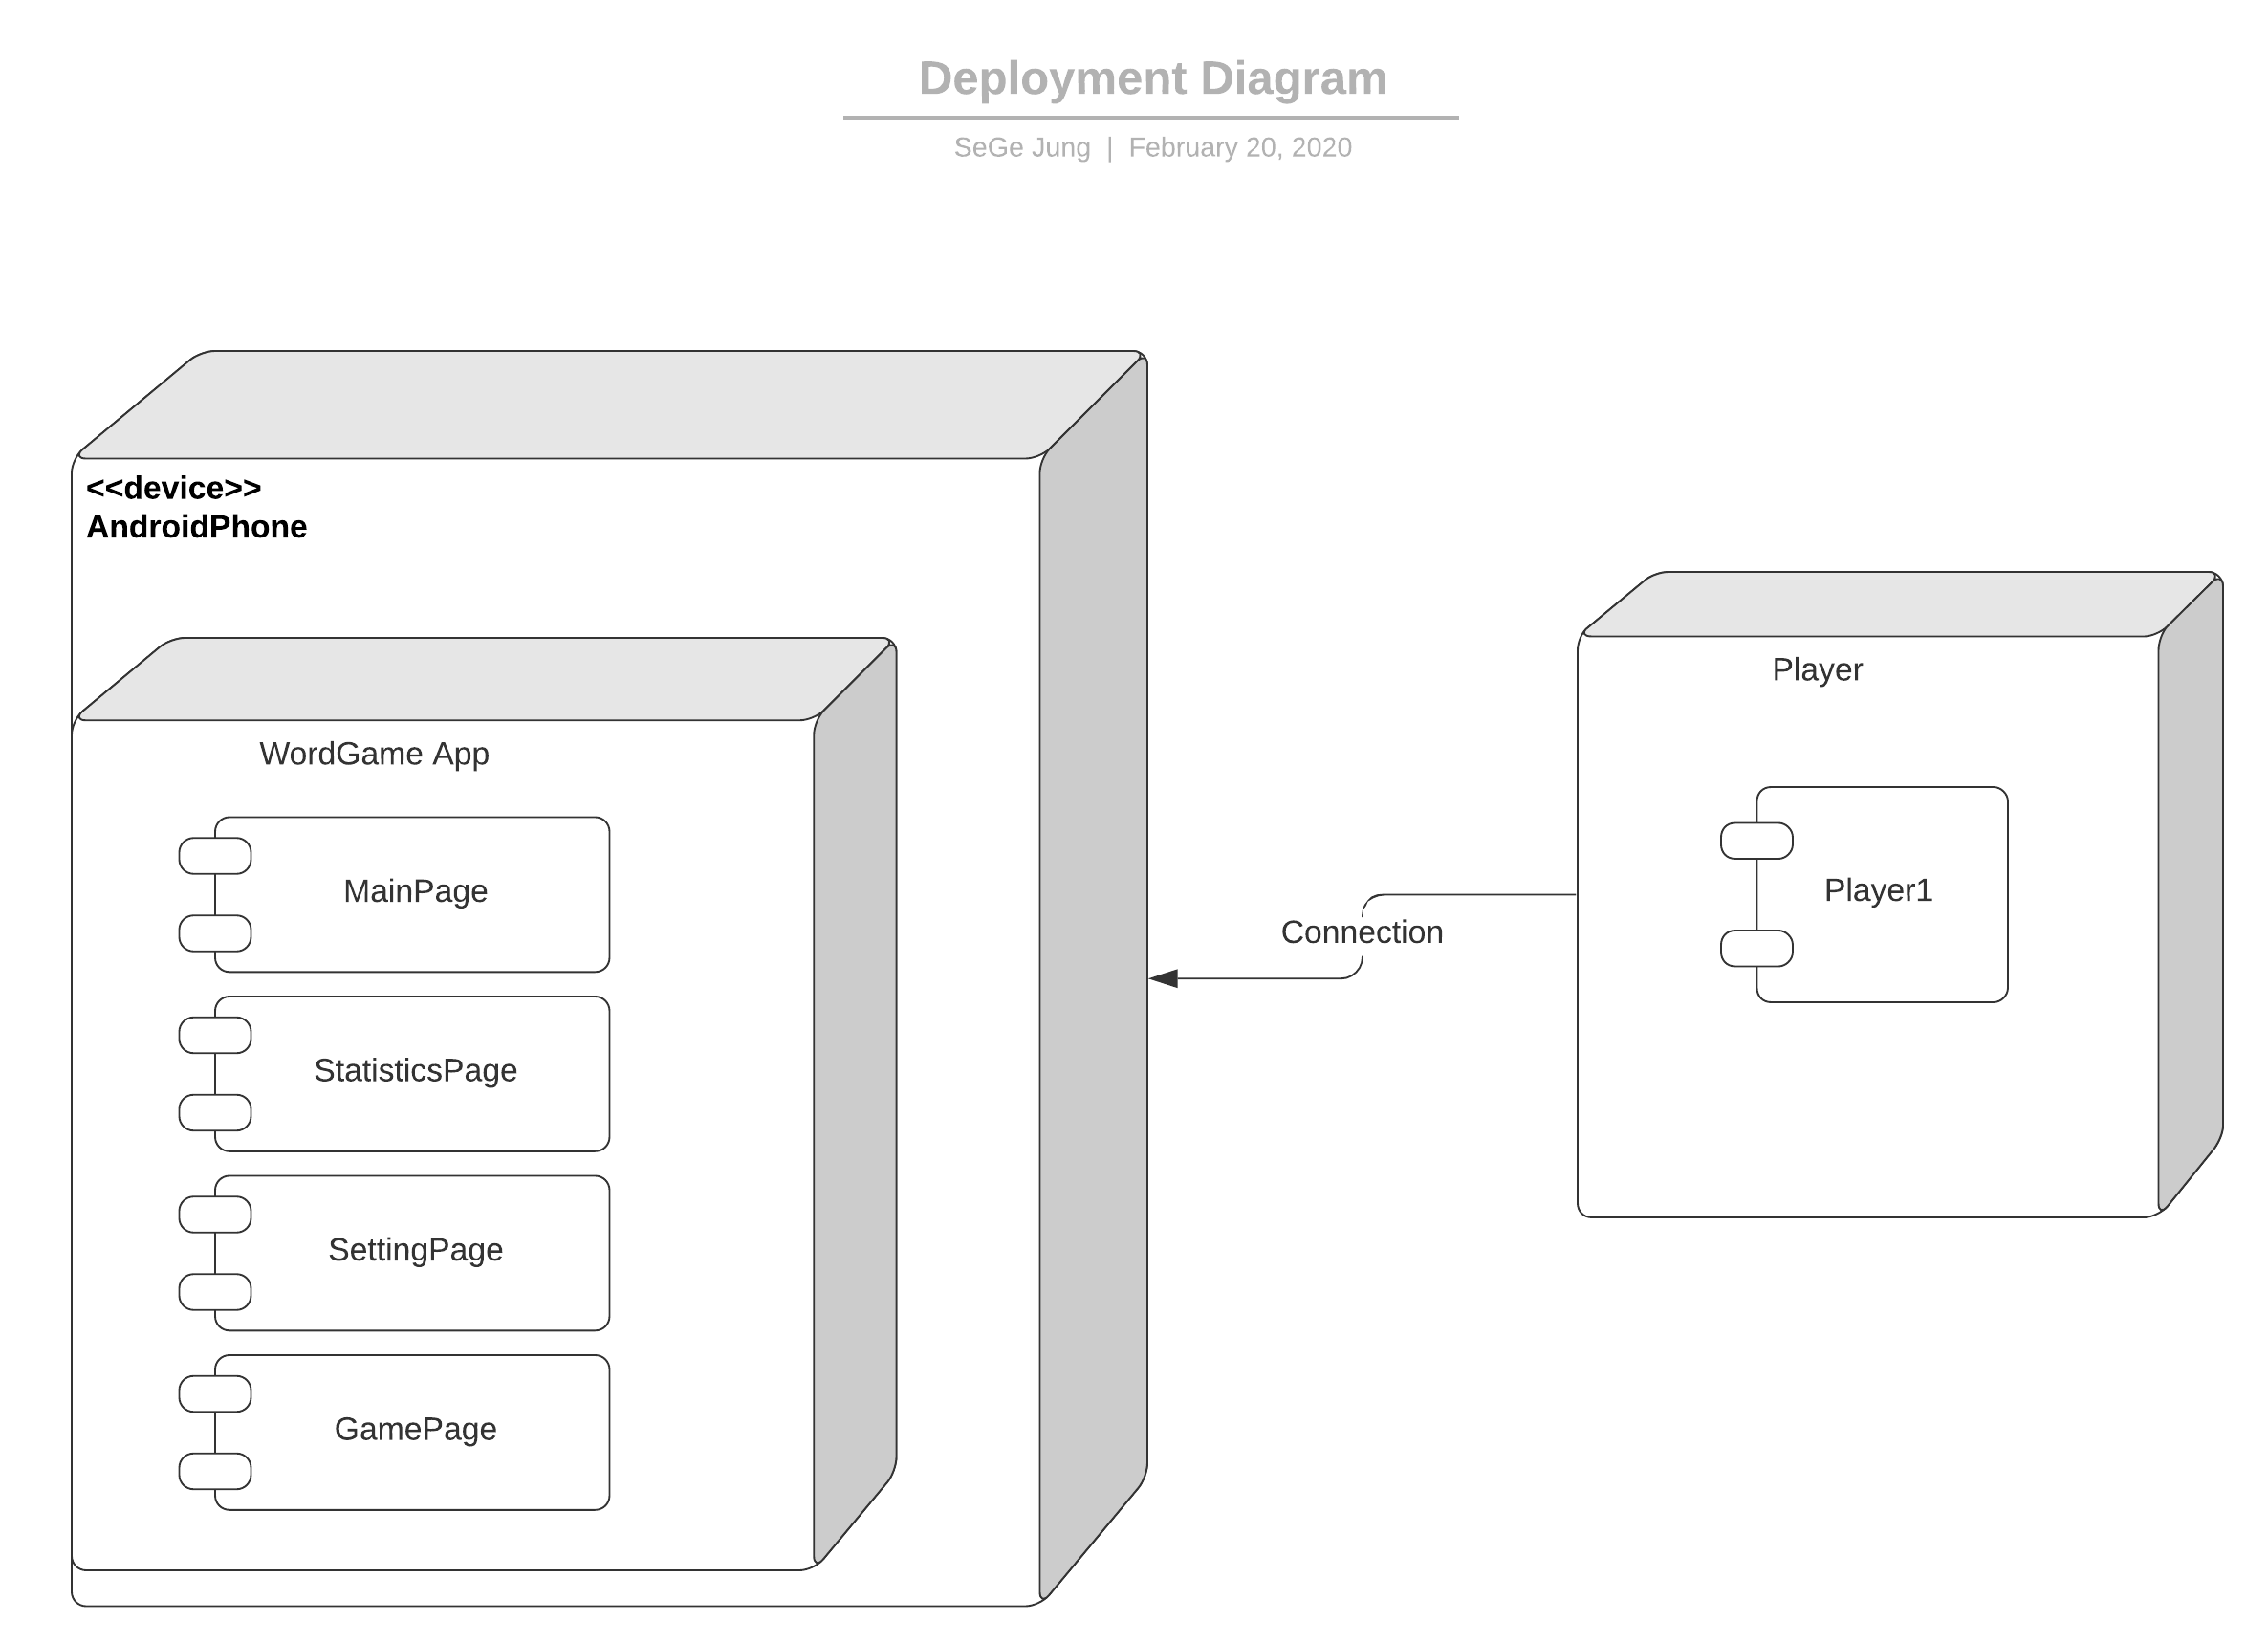 Deployment Diagram
SeGe Jung | February 20, 2020
<<device>>
AndroidPhone
WordGame App
MainPage
StatisticsPage
SettingPage
GamePage
Connection
Player
Player1